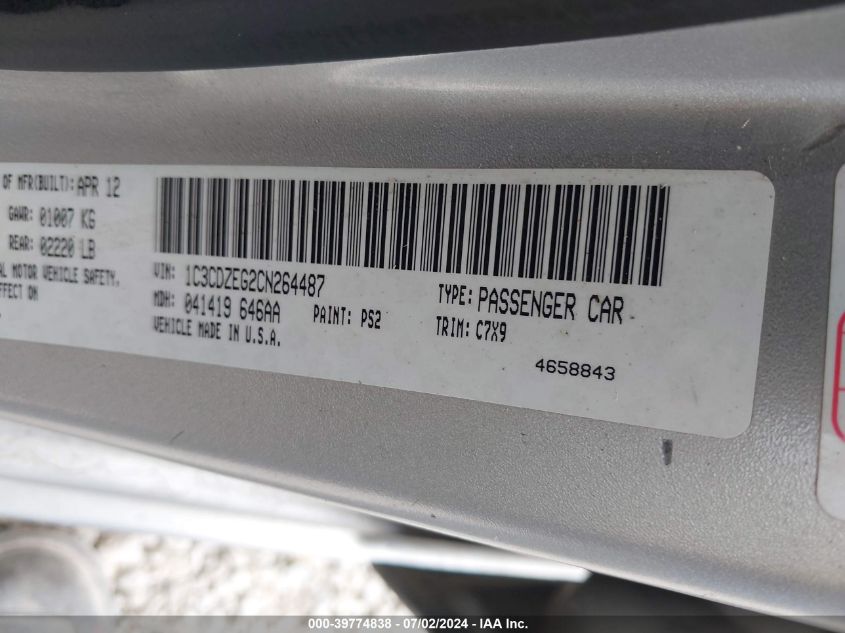 OF MFR(BUILT): APR 12
GAWR: 01007 KG
REAR: 02220 LB
MOTOR VEHICLE SAFETY.
EFFECT ON
VIN: 1C3CDZEG2CN264487
MDH: 041419 646AA
PAINT: PS2
VEHICLE MADE IN U.S.A.
TYPE: PASSENGER CAR
TRIM: C7X9
4658843
000-39774838 - 07/02/2024 - IAA Inc.